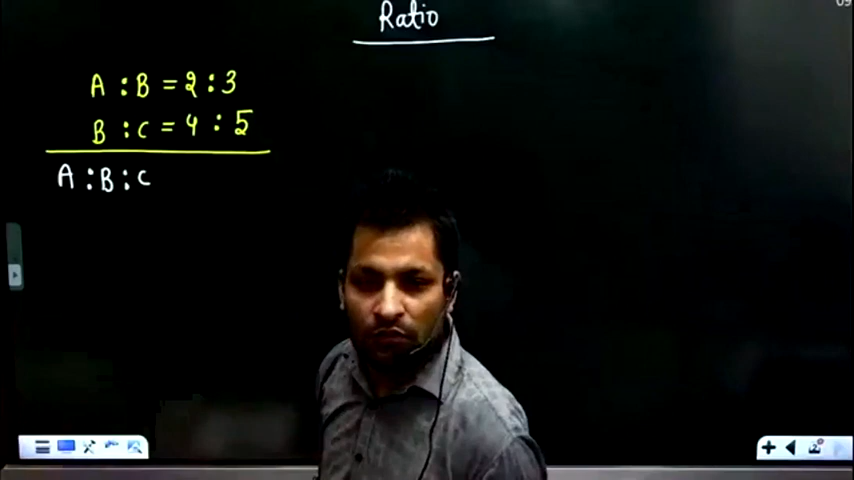 Ratio
A : B = 2 : 3
B : C = 4 : 5
A : B : C